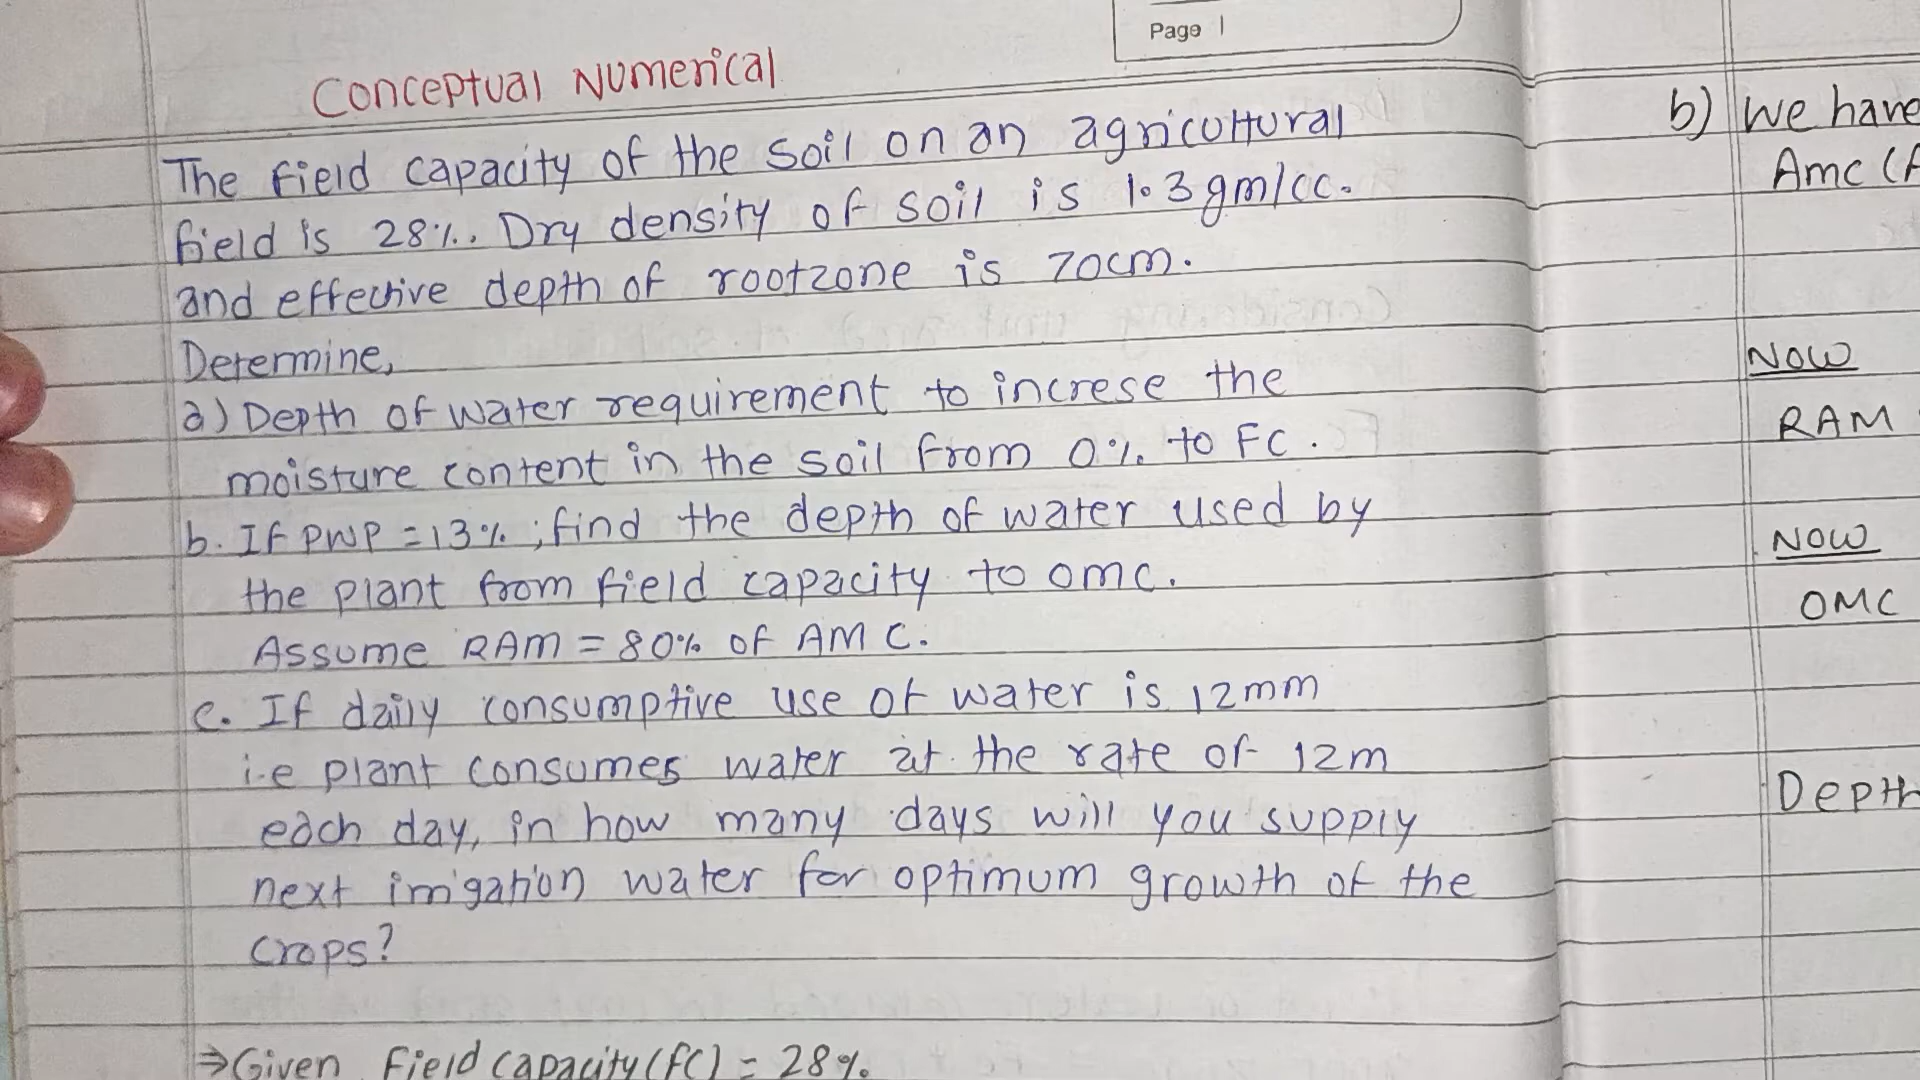 Page 1
Conceptual Numerical
The field capacity of the soil on an agricultural
field is 28%. Dry density of soil is 1.3 gm/cc.
and effective depth of rootzone is 70cm.
Determine,
a) Depth of water requirement to increse the
moisture content in the soil from 0% to FC.
b. If PWP = 13%; find the depth of water used by
the plant from field capacity to OMC.
Assume RAM = 80% of AMC.
c. If daily consumptive use of water is 12mm
i.e plant consumes water at the rate of 12m
each day, in how many days will you supply
next irrigation water for optimum growth of the
crops?
⇒ Given Field capacity (FC) = 28%.
b) We have
AMC (
Now
RAM
Now
OMC
Depth